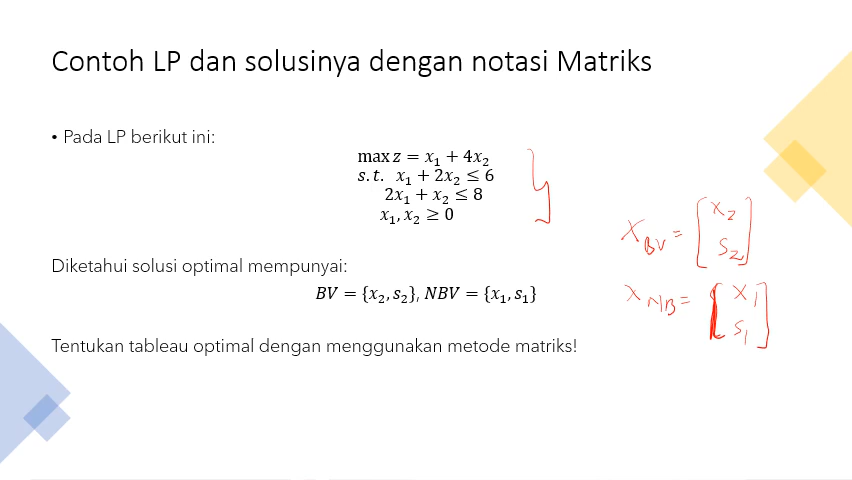 Contoh LP dan solusinya dengan notasi Matriks
• Pada LP berikut ini:
max z = x₁ + 4x₂
s.t. x₁ + 2x₂ ≤ 6
2x₁ + x₂ ≤ 8
x₁, x₂ ≥ 0
Diketahui solusi optimal mempunyai:
BV = {x₂, s₂}, NBV = {x₁, s₁}
Tentukan tableau optimal dengan menggunakan metode matriks!
X_BV = [x₂
s₂]
X_NB = [x₁
s₁]